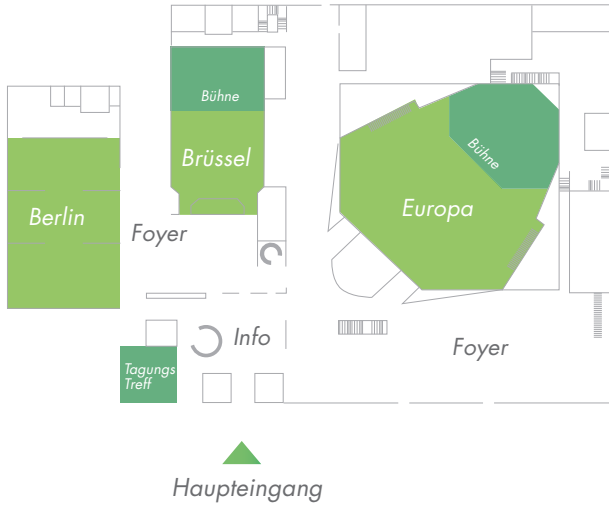 Bühne
Brüssel
Bühne
Berlin
Europa
Foyer
Info
Foyer
Tagungs
Treff
Haupteingang